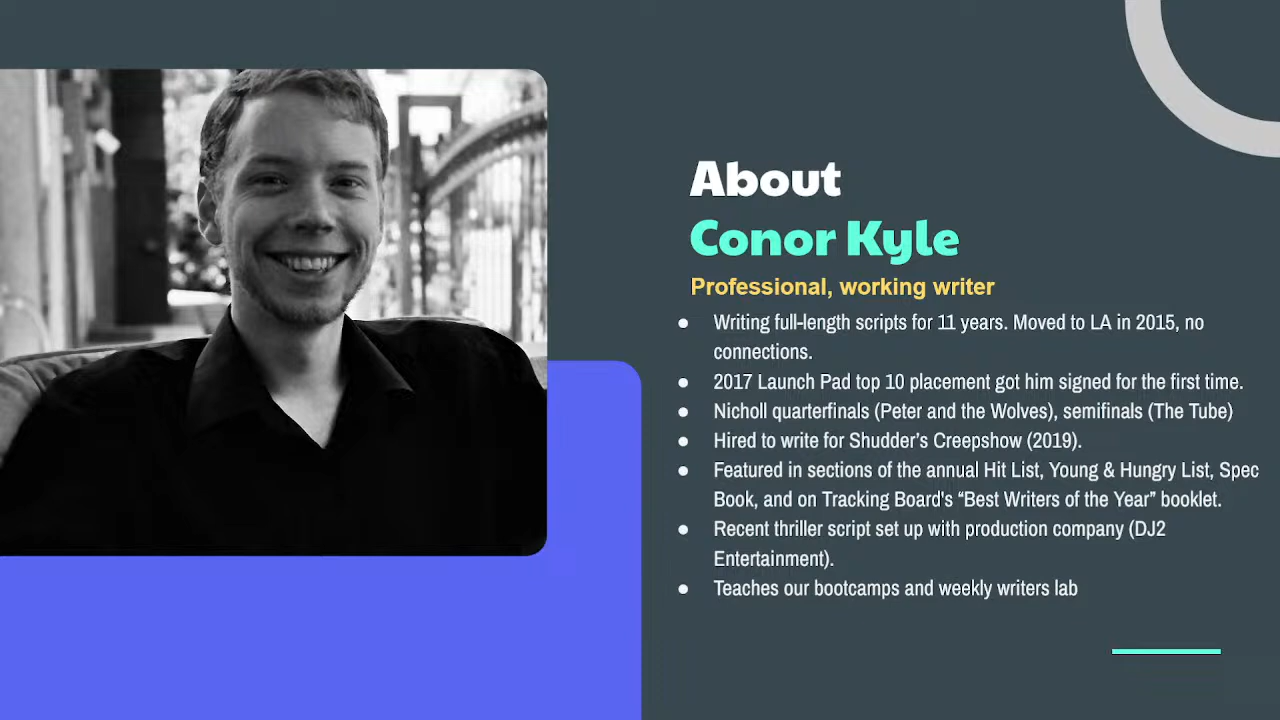 About
Conor Kyle
Professional, working writer
● Writing full-length scripts for 11 years. Moved to LA in 2015, no
connections.
● 2017 Launch Pad top 10 placement got him signed for the first time.
● Nicholl quarterfinals (Peter and the Wolves), semifinals (The Tube)
● Hired to write for Shudder’s Creepshow (2019).
● Featured in sections of the annual Hit List, Young & Hungry List, Spec
Book, and on Tracking Board's “Best Writers of the Year” booklet.
● Recent thriller script set up with production company (DJ2
Entertainment).
● Teaches our bootcamps and weekly writers lab